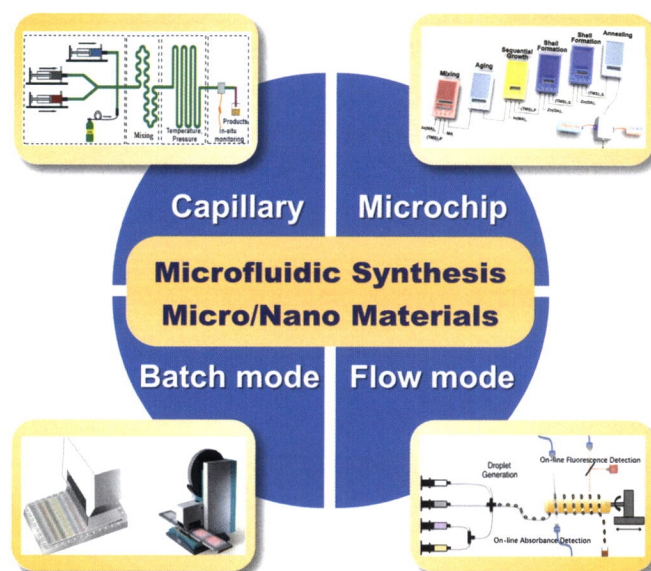 Mixing
Temperature
Pressure
Products
In-situ
monitoring
Mixing
Aging
Sequential
Growth
Shell
Formation
Shell
Formation
Annealing
Capillary
Microchip
Microfluidic Synthesis
Micro/Nano Materials
Batch mode
Flow mode
Droplet
Generation
On-line Fluorescence Detection
On-line Absorbance Detection